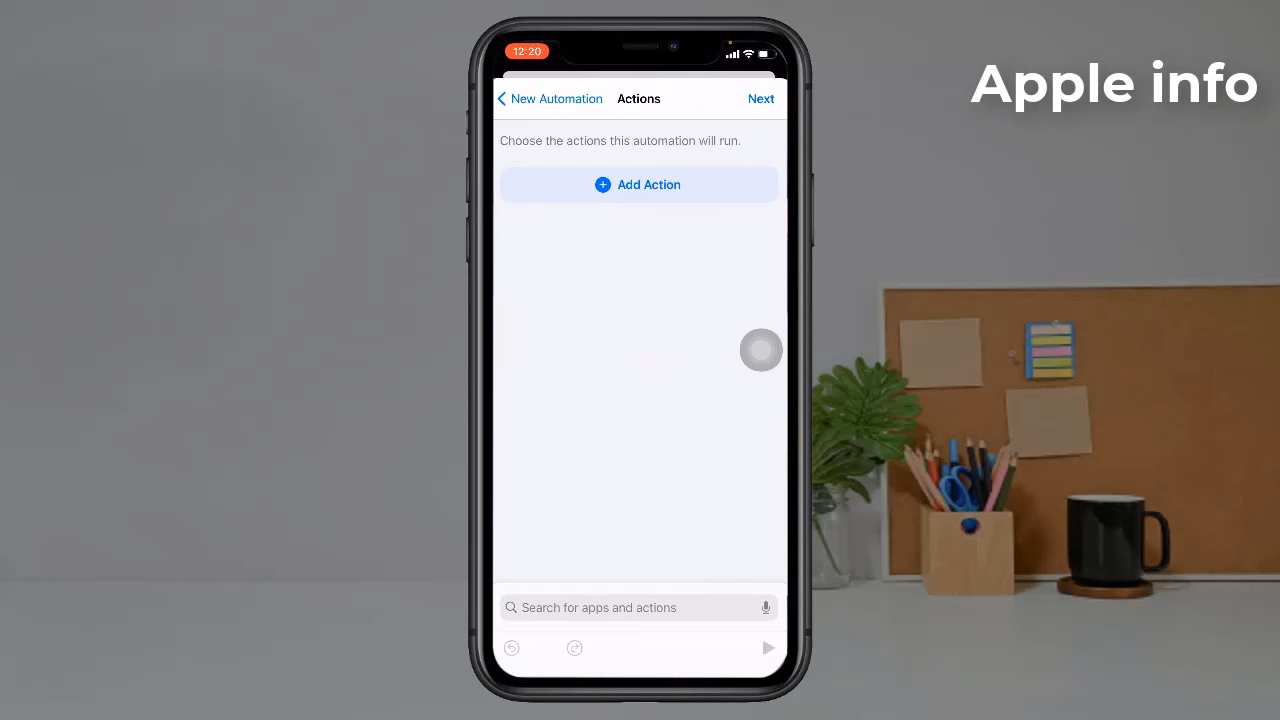 Apple info
12:20
New Automation
Actions
Next
Choose the actions this automation will run.
Add Action
Search for apps and actions